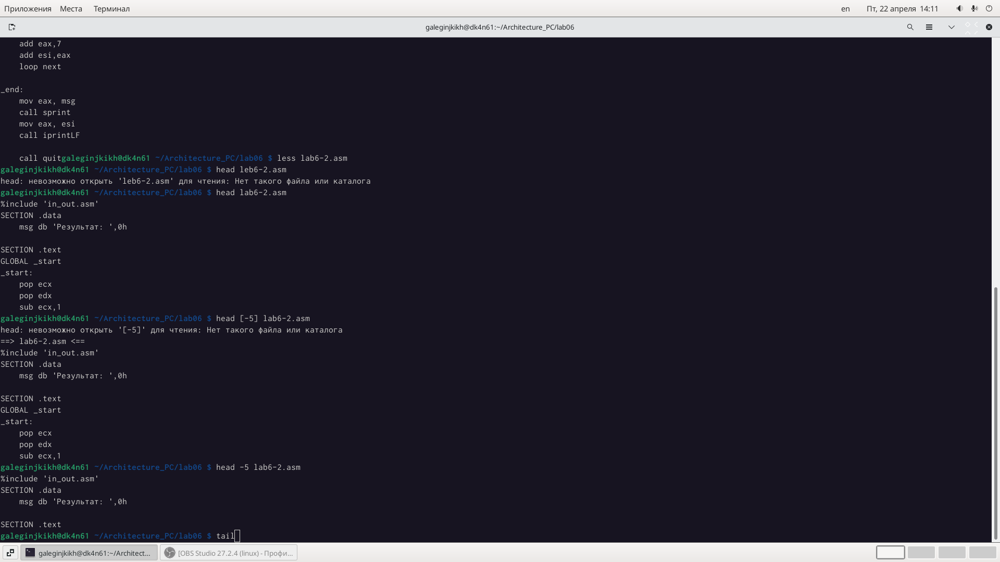 Приложения Места Терминал en Пт, 22 апреля 14:11
galeginjkikh@dk4n61:~/Architecture_PC/lab06
    add eax,7
    add esi,eax
    loop next
_end:
    mov eax, msg
    call sprint
    mov eax, esi
    call iprintLF
    call quitgaleginjkikh@dk4n61 ~/Architecture_PC/lab06 $ less lab6-2.asm
galeginjkikh@dk4n61 ~/Architecture_PC/lab06 $ head leb6-2.asm
head: невозможно открыть 'leb6-2.asm' для чтения: Нет такого файла или каталога
galeginjkikh@dk4n61 ~/Architecture_PC/lab06 $ head lab6-2.asm
%include 'in_out.asm'
SECTION .data
    msg db 'Результат: ',0h
SECTION .text
GLOBAL _start
_start:
    pop ecx
    pop edx
    sub ecx,1
galeginjkikh@dk4n61 ~/Architecture_PC/lab06 $ head [-5] lab6-2.asm
head: невозможно открыть '[-5]' для чтения: Нет такого файла или каталога
==> lab6-2.asm <==
%include 'in_out.asm'
SECTION .data
    msg db 'Результат: ',0h
SECTION .text
GLOBAL _start
_start:
    pop ecx
    pop edx
    sub ecx,1
galeginjkikh@dk4n61 ~/Architecture_PC/lab06 $ head -5 lab6-2.asm
%include 'in_out.asm'
SECTION .data
    msg db 'Результат: ',0h
SECTION .text
galeginjkikh@dk4n61 ~/Architecture_PC/lab06 $ tail
galeginjkikh@dk4n61:~/Architect... [OBS Studio 27.2.4 (linux) - Профи...